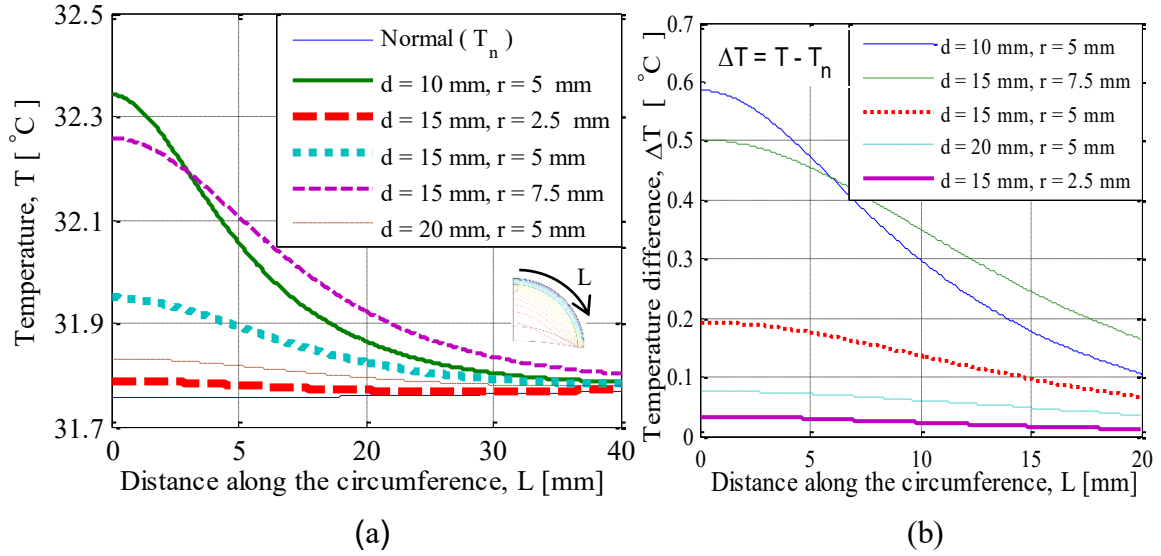 32.5
32.3
32.1
31.9
31.7
Temperature, T [ °C]
Normal ( Tn )
d = 10 mm, r = 5 mm
d = 15 mm, r = 2.5 mm
d = 15 mm, r = 5 mm
d = 15 mm, r = 7.5 mm
d = 20 mm, r = 5 mm
L
0 5 20 30 40
Distance along the circumference, L [mm]
(a)
0.7
0.6
0.5
0.4
0.3
0.2
0.1
0
Temperature difference, ΔT [ °C]
ΔT = T - Tn
d = 10 mm, r = 5 mm
d = 15 mm, r = 7.5 mm
d = 15 mm, r = 5 mm
d = 20 mm, r = 5 mm
d = 15 mm, r = 2.5 mm
0 5 10 15 20
Distance along the circumference, L [mm]
(b)